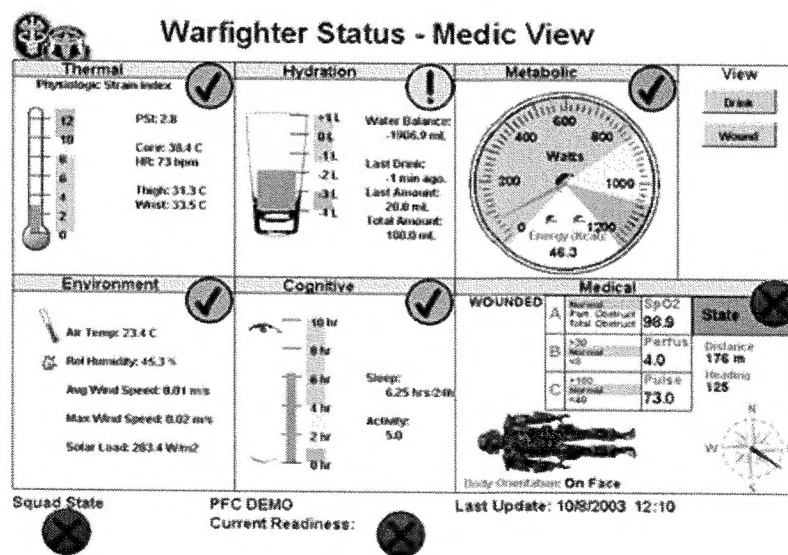 Warfighter Status - Medic View
Thermal
Physiologic Strain Index
12
10
8
6
4
2
0
PSI: 2.8
Core: 38.4 C
HR: 73 bpm
Thigh: 31.3 C
Wrist: 33.5 C
Hydration
+1 L
0 L
-1 L
-2 L
-3 L
-4 L
Water Balance:
-1906.9 mL
Last Drink:
-1 min ago.
Last Amount:
20.0 mL
Total Amount:
100.0 mL
Metabolic
0
200
400
600
800
1000
1200
Watts
Energy (Kcal):
46.3
View
Drink
Wound
Environment
Air Temp: 23.4 C
Rel Humidity: 45.3 %
Avg Wind Speed: 0.01 m/s
Max Wind Speed: 0.02 m/s
Solar Load: 263.4 W/m2
Cognitive
10 hr
8 hr
6 hr
4 hr
2 hr
0 hr
Sleep:
6.25 hrs/24h
Activity:
5.0
Medical
WOUNDED
A
Normal
Part. Obstruct
Total Obstruct
SpO2
96.9
B
Normal
Perfus
4.0
C
>100
Normal
<40
Pulse
73.0
State
Distance
176 m
Heading
125
N
W
E
S
Body Orientation: On Face
Squad State
PFC DEMO
Current Readiness:
Last Update: 10/8/2003 12:10